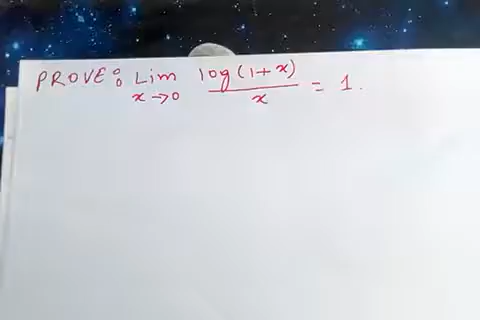 PROVE: Lim x→0 log(1+x)/x = 1.